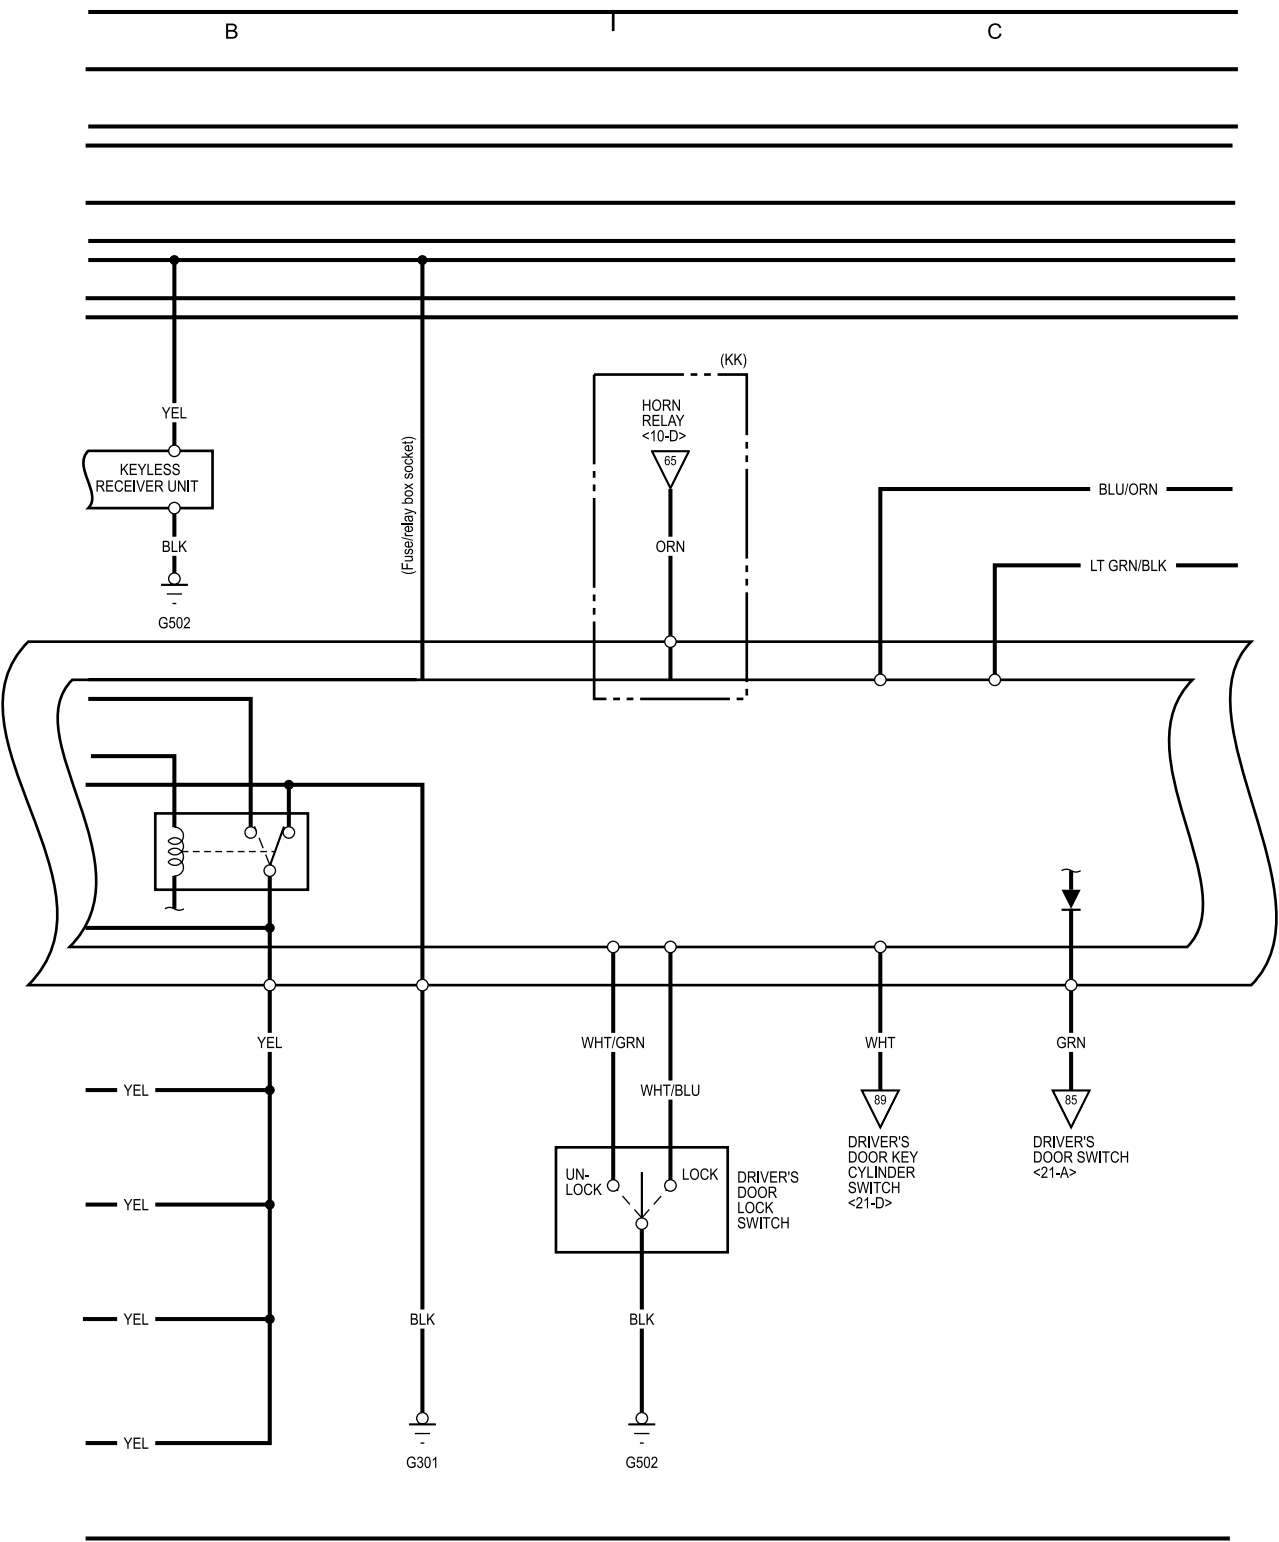 B
C
(KK)
HORN
RELAY
<10-D>
65
YEL
KEYLESS
RECEIVER UNIT
(Fuse/relay box socket)
BLU/ORN
BLK
ORN
LT GRN/BLK
G502
YEL
WHT/GRN
WHT
GRN
YEL
WHT/BLU
89
85
DRIVER'S
DOOR KEY
CYLINDER
SWITCH
<21-D>
DRIVER'S
DOOR SWITCH
<21-A>
UN-
LOCK
LOCK
DRIVER'S
DOOR
LOCK
SWITCH
YEL
YEL
BLK
BLK
YEL
G301
G502